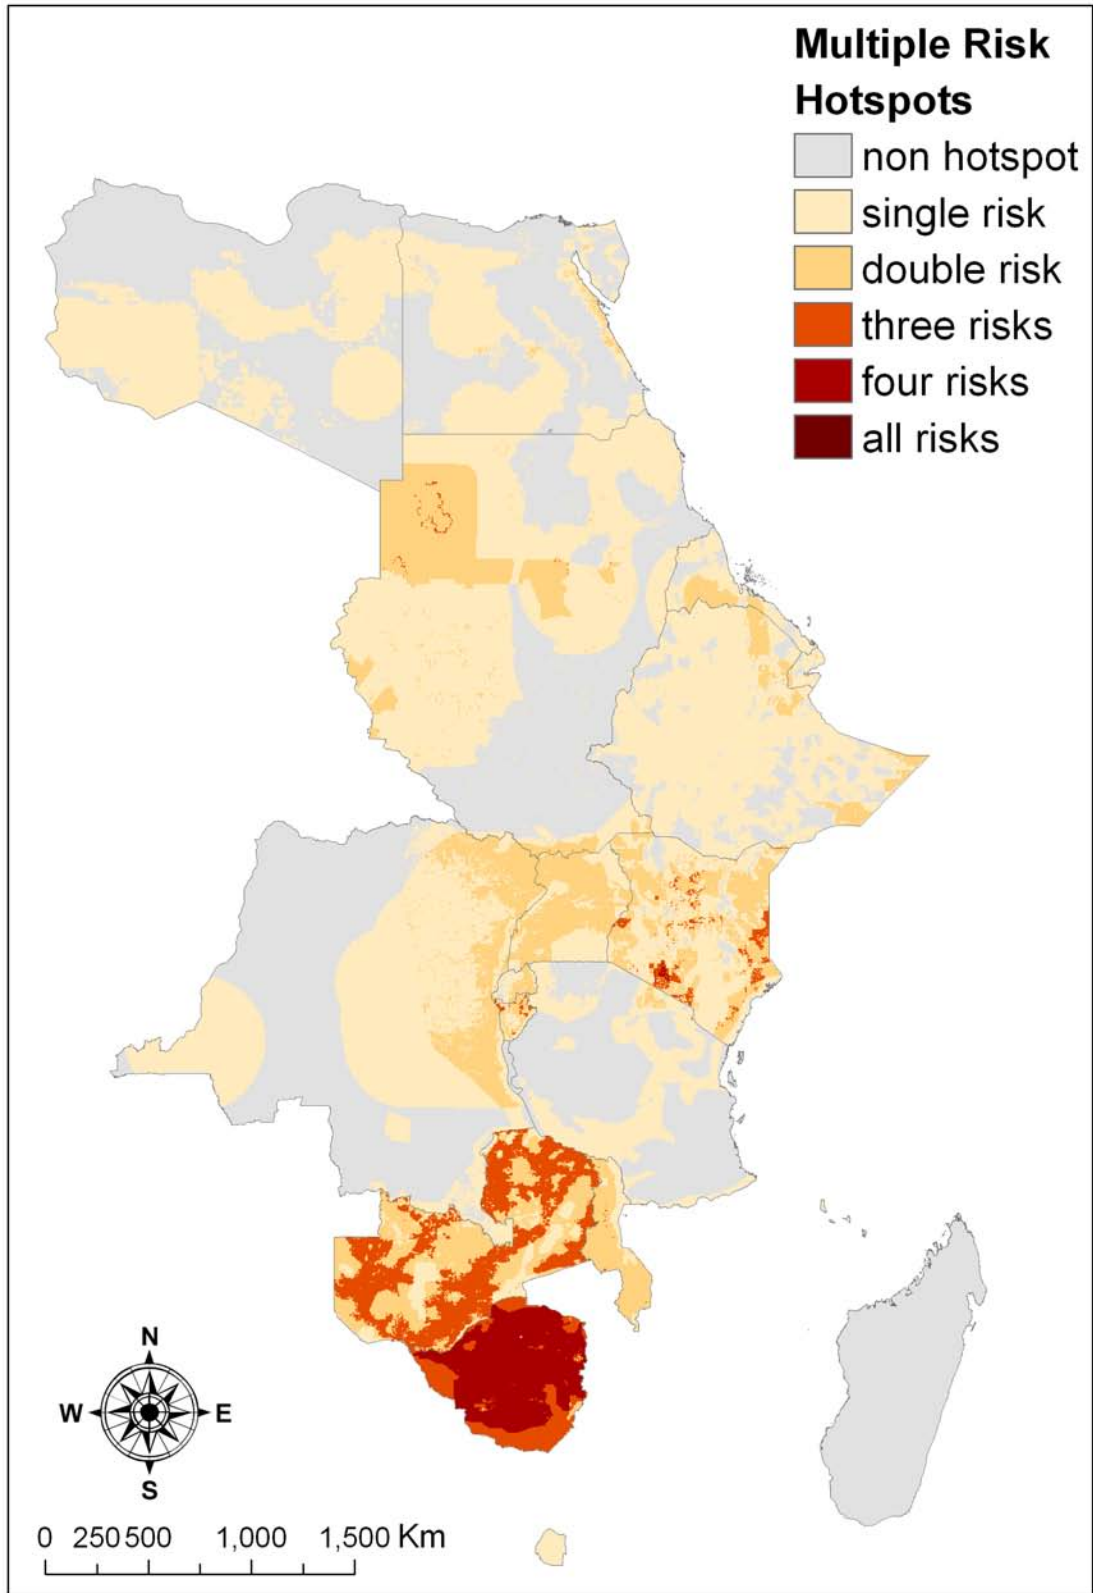 Multiple Risk
Hotspots
non hotspot
single risk
double risk
three risks
four risks
all risks
N
W E
S
0 250 500 1,000 1,500 Km